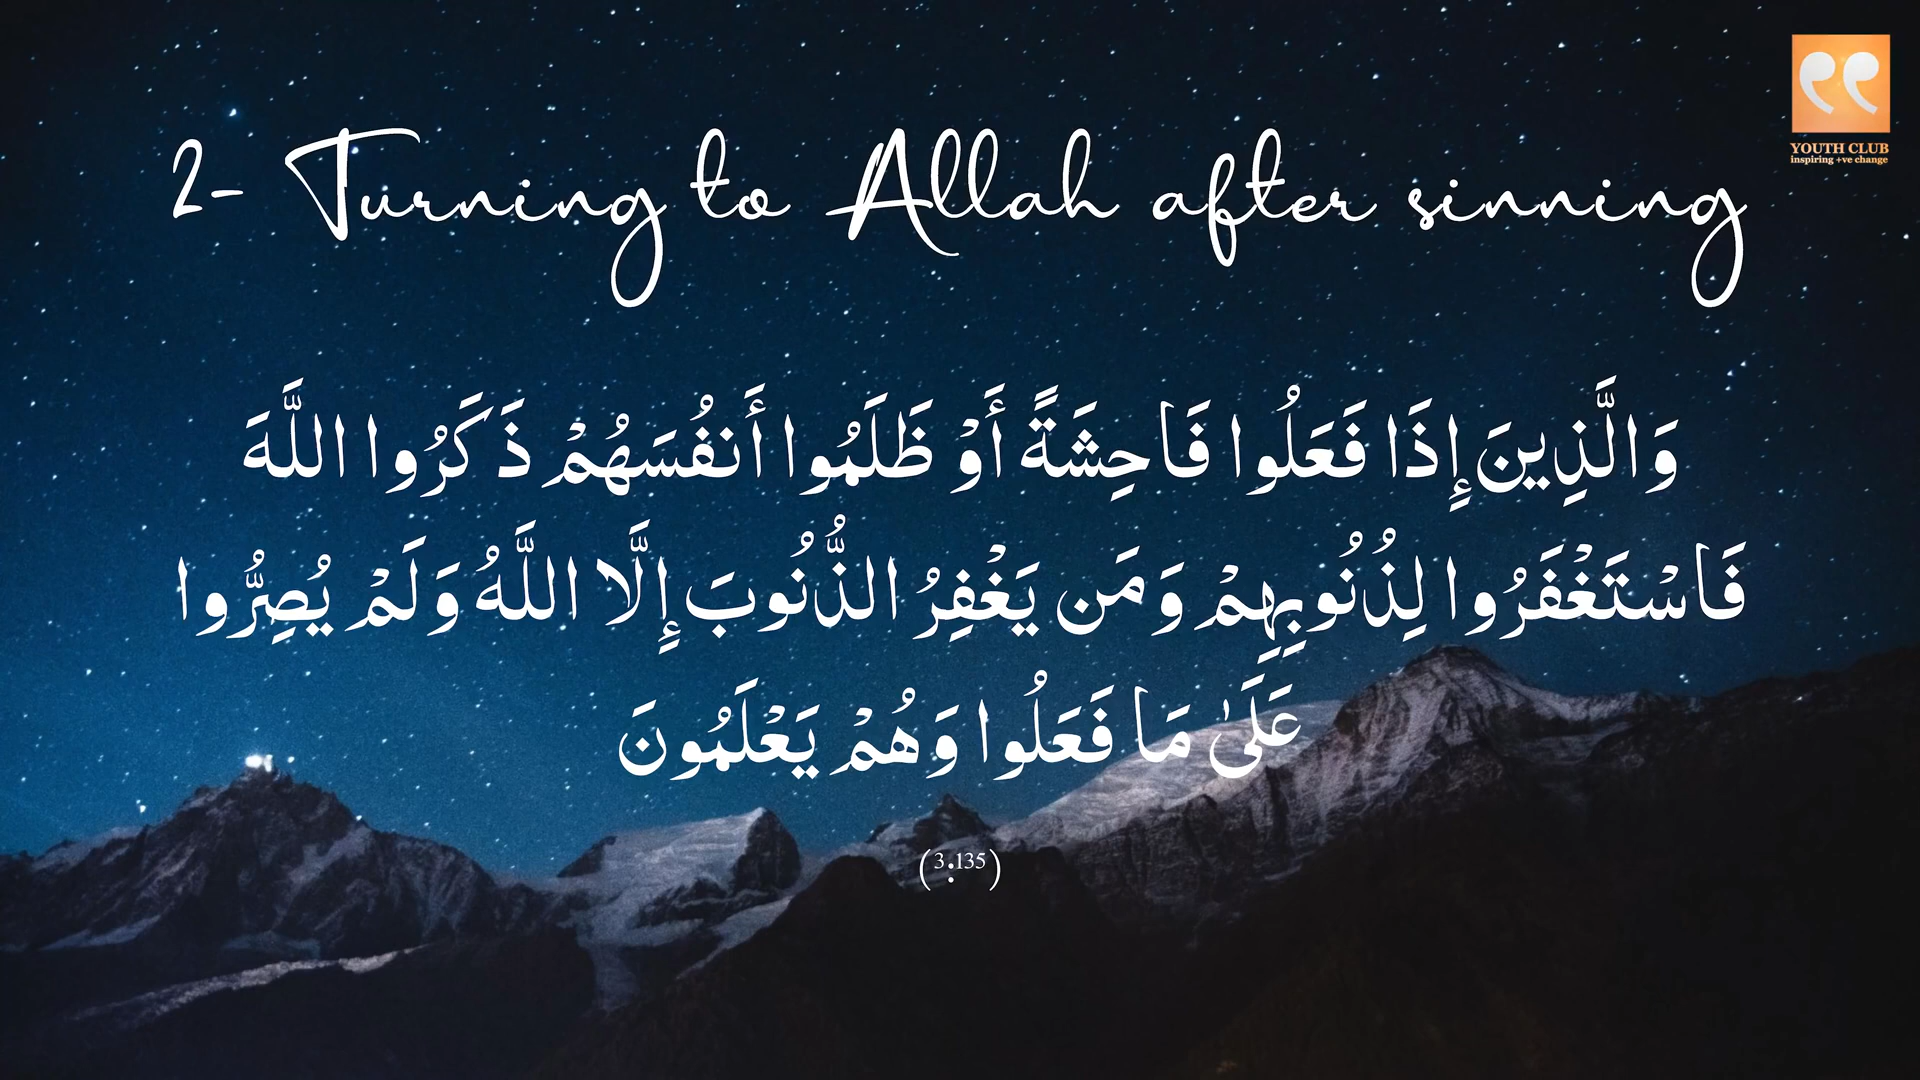 YOUTH CLUB
inspiring +ve change
2- Turning to Allah after sinning
وَالَّذِينَ إِذَا فَعَلُوا فَاحِشَةً أَوْ ظَلَمُوا أَنفُسَهُمْ ذَكَرُوا اللَّهَ
فَاسْتَغْفَرُوا لِذُنُوبِهِمْ وَمَن يَغْفِرُ الذُّنُوبَ إِلَّا اللَّهُ وَلَمْ يُصِرُّوا
عَلَىٰ مَا فَعَلُوا وَهُمْ يَعْلَمُونَ
(3:135)